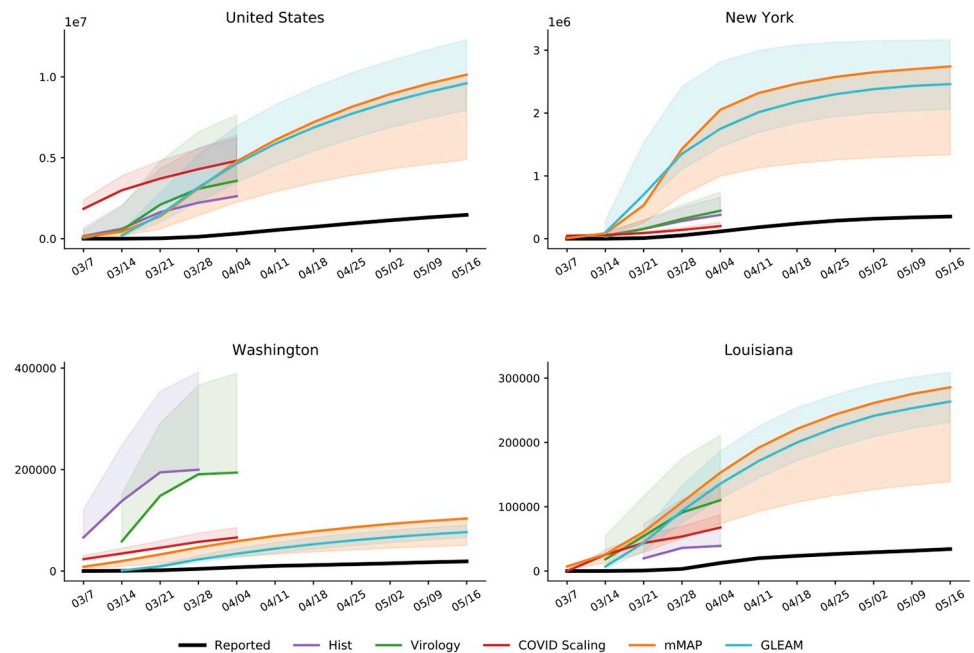 United States
1e7
1.0
0.5
0.0
03/7 03/14 03/21 03/28 04/04 04/11 04/18 04/25 05/02 05/09 05/16
New York
1e6
3
2
1
0
03/7 03/14 03/21 03/28 04/04 04/11 04/18 04/25 05/02 05/09 05/16
Washington
400000
200000
0
03/7 03/14 03/21 03/28 04/04 04/11 04/18 04/25 05/02 05/09 05/16
Louisiana
300000
200000
100000
0
03/7 03/14 03/21 03/28 04/04 04/11 04/18 04/25 05/02 05/09 05/16
Reported Hist Virology COVID Scaling mMAP GLEAM